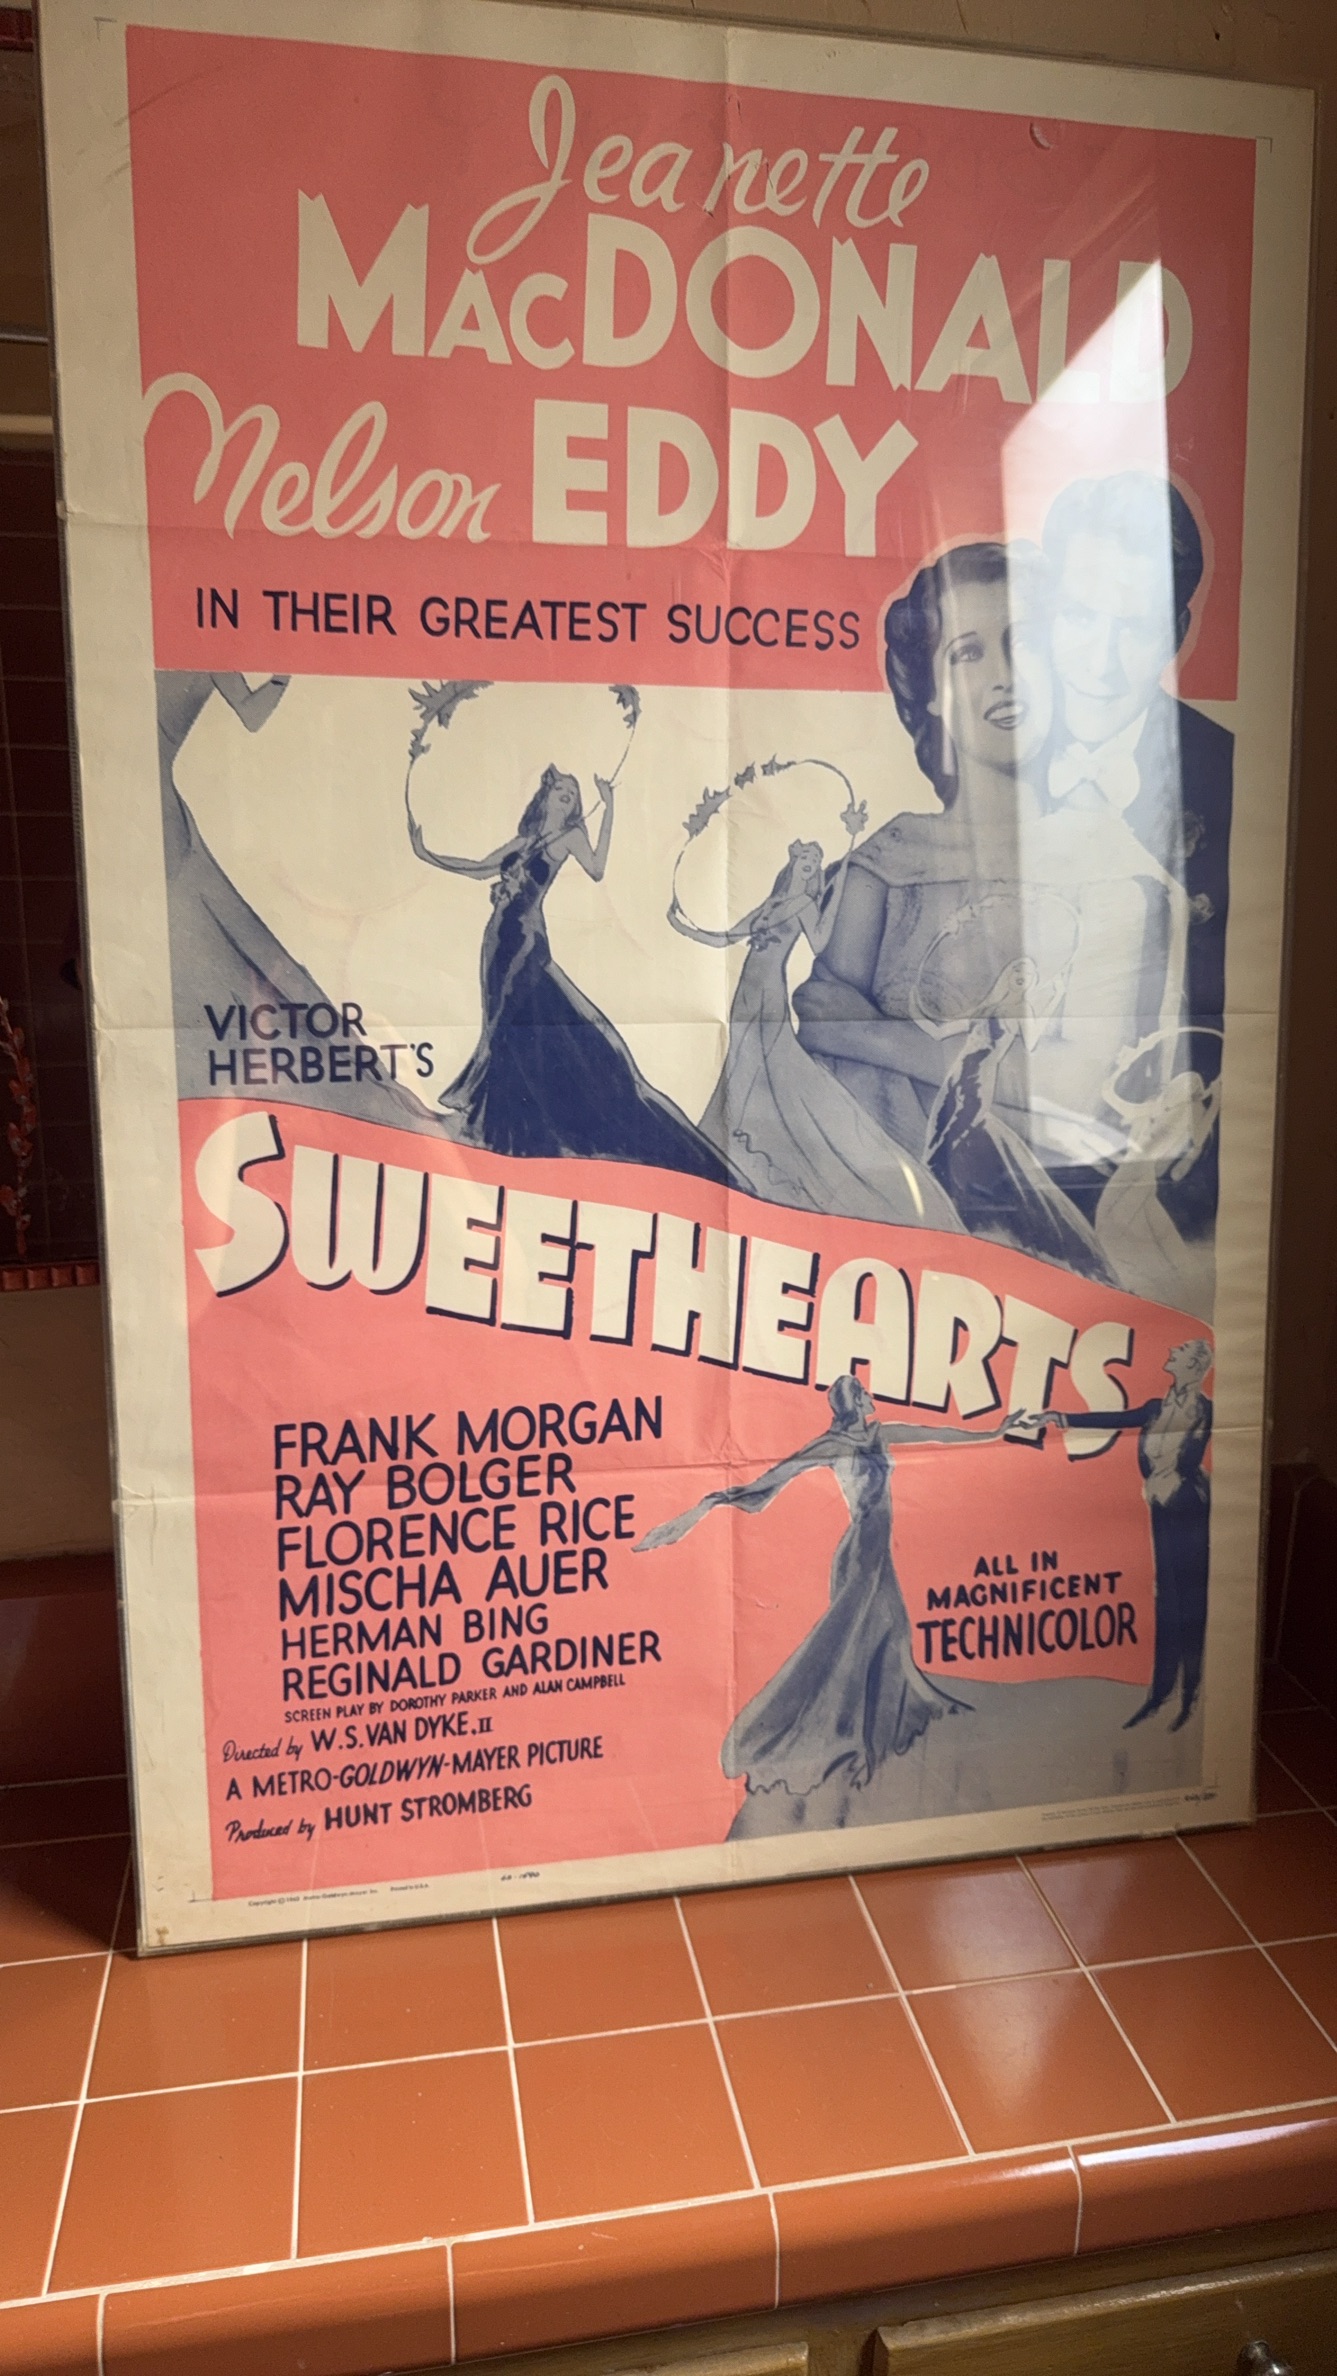 Jeanette
MACDONALD
Nelson EDDY
IN THEIR GREATEST SUCCESS
VICTOR
HERBERT'S
SWEETHEARTS
FRANK MORGAN
RAY BOLGER
FLORENCE RICE
MISCHA AUER
HERMAN BING
REGINALD GARDINER
SCREEN PLAY BY DOROTHY PARKER AND ALAN CAMPBELL
Directed by W.S. VAN DYKE, II
A METRO-GOLDWYN-MAYER PICTURE
Produced by HUNT STROMBERG
ALL IN
MAGNIFICENT
TECHNICOLOR